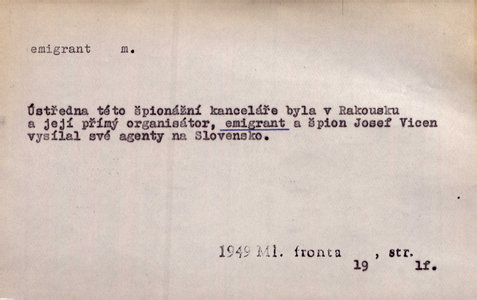 emigrant m.
Ústředna této špionážní kanceláře byla v Rakousku
a její přímý organisátor, emigrant a špion Josef Vicen
vysílal své agenty na Slovensko.
1949 Ml. fronta , str.
19 1f.